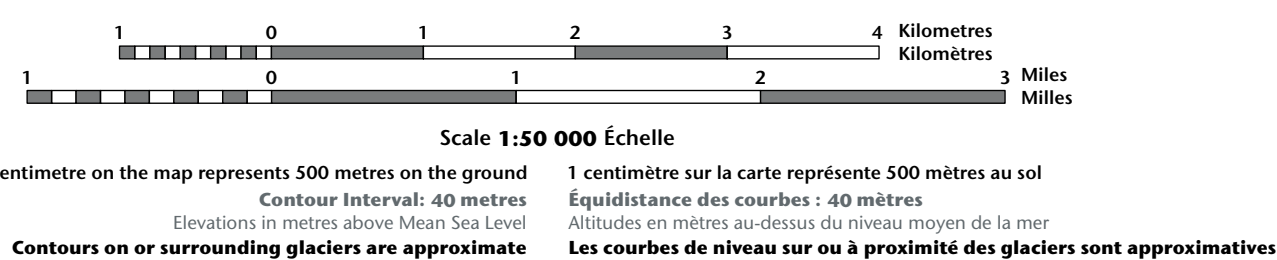 1 0 1 2 3 4 Kilometres
Kilomètres
1 0 1 2 3 Miles
Milles
Scale 1:50 000 Échelle
entimetre on the map represents 500 metres on the ground
1 centimètre sur la carte représente 500 mètres au sol
Contour Interval: 40 metres
Équidistance des courbes : 40 mètres
Elevations in metres above Mean Sea Level
Altitudes en mètres au-dessus du niveau moyen de la mer
Contours on or surrounding glaciers are approximate
Les courbes de niveau sur ou à proximité des glaciers sont approximatives